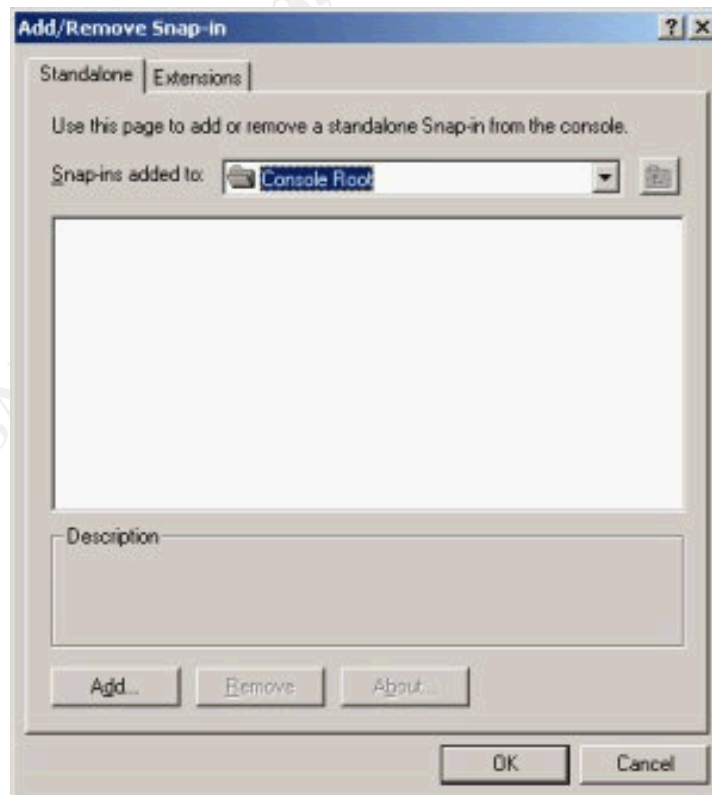 Add/Remove Snap-in
Standalone
Extensions
Use this page to add or remove a standalone Snap-in from the console.
Snap-ins added to:
Console Root
Description
Add...
Remove
About...
OK
Cancel